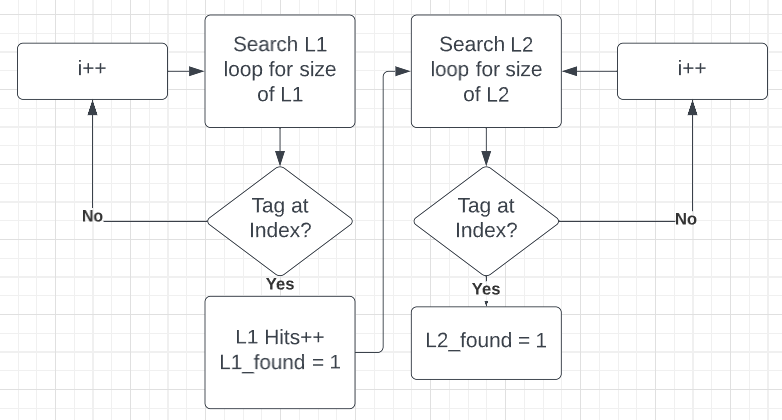 i++
Search L1
loop for size
of L1
Search L2
loop for size
of L2
i++
No
Tag at
Index?
Tag at
Index?
No
Yes
Yes
L1 Hits++
L1_found = 1
L2_found = 1